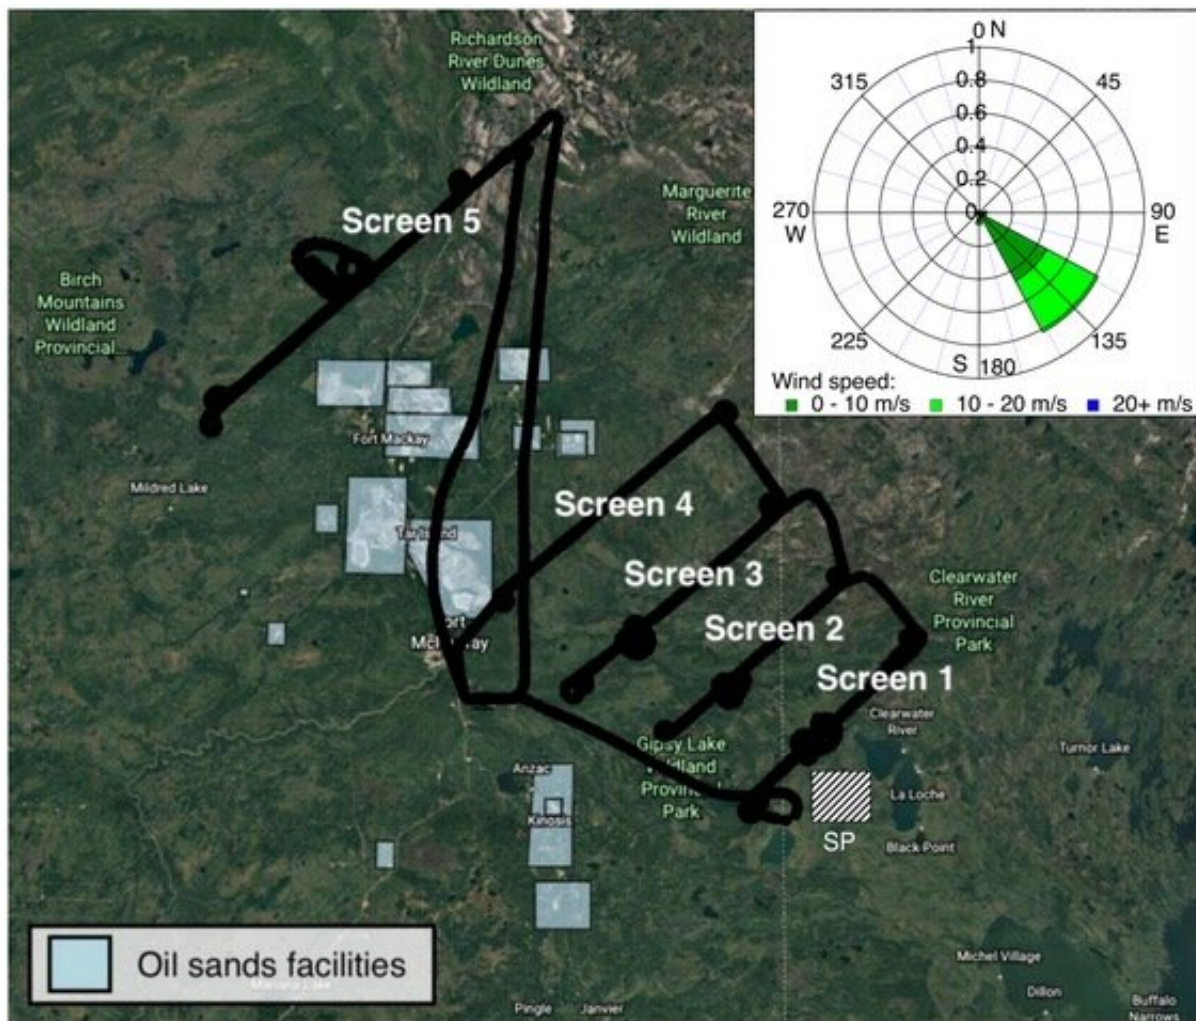 Richardson
River Dunes
Wildland
Marguerite
River
Wildland
Birch
Mountains
Wildland
Provincial...
Screen 5
Fort Mackay
Mildred Lake
Tar Island
Screen 4
Screen 3
Screen 2
Screen 1
Clearwater
River
Provincial
Park
Clearwater
River
Turnor Lake
La Loche
Black Point
SP
Gipsy Lake
Wildland
Provincial
Park
Anzac
Kinosis
Michel Village
Dillon
Buffalo
Narrows
Pingle
Janvier
Oil sands facilities
0 N
1
0.8
0.6
0.4
0.2
0
45
90
E
135
S 180
225
270
W
315
Wind speed:
0 - 10 m/s
10 - 20 m/s
20+ m/s